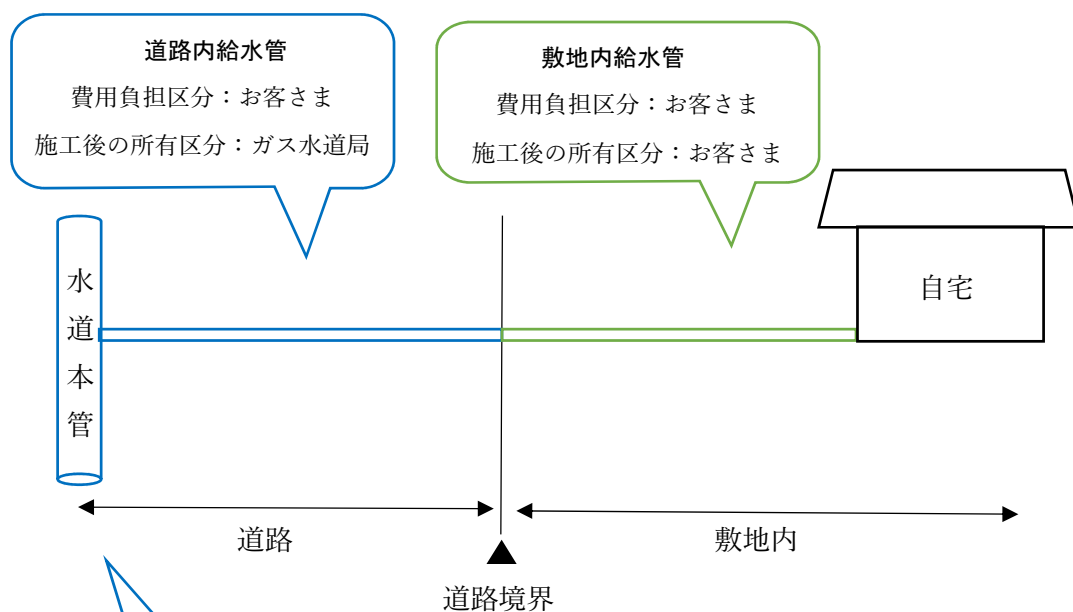 道路内給水管
費用負担区分：お客さま
施工後の所有区分：ガス水道局
敷地内給水管
費用負担区分：お客さま
施工後の所有区分：お客さま
水道本管
自宅
道路
敷地内
道路境界